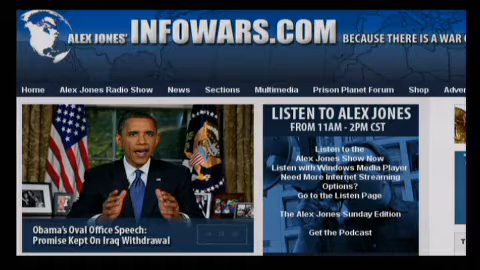 ALEX JONES' INFOWARS.COM BECAUSE THERE IS A WAR
Home Alex Jones Radio Show News Sections Multimedia Prison Planet Forum Shop
LISTEN TO ALEX JONES
FROM 11AM - 2PM CST
Listen to the
Alex Jones Show Now
Listen with Windows Media Player
Need More Internet Streaming
Options?
Go to the Listen Page
The Alex Jones Sunday Edition
Get the Podcast
Obama's Oval Office Speech:
Promise Kept On Iraq Withdrawal